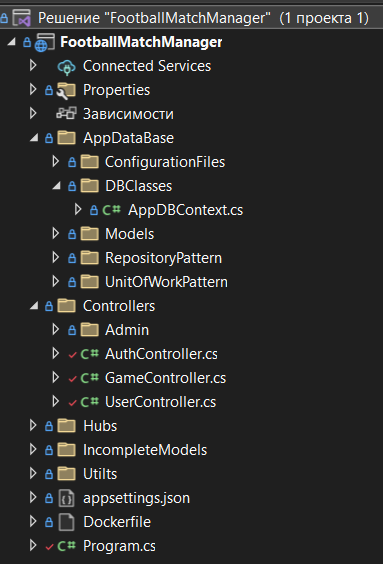 Решение "FootballMatchManager" (1 проекта 1)
FootballMatchManager
Connected Services
Properties
Зависимости
AppDataBase
ConfigurationFiles
DBClasses
C# AppDBContext.cs
Models
RepositoryPattern
UnitOfWorkPattern
Controllers
Admin
C# AuthController.cs
C# GameController.cs
C# UserController.cs
Hubs
IncompleteModels
Utilts
appsettings.json
Dockerfile
C# Program.cs